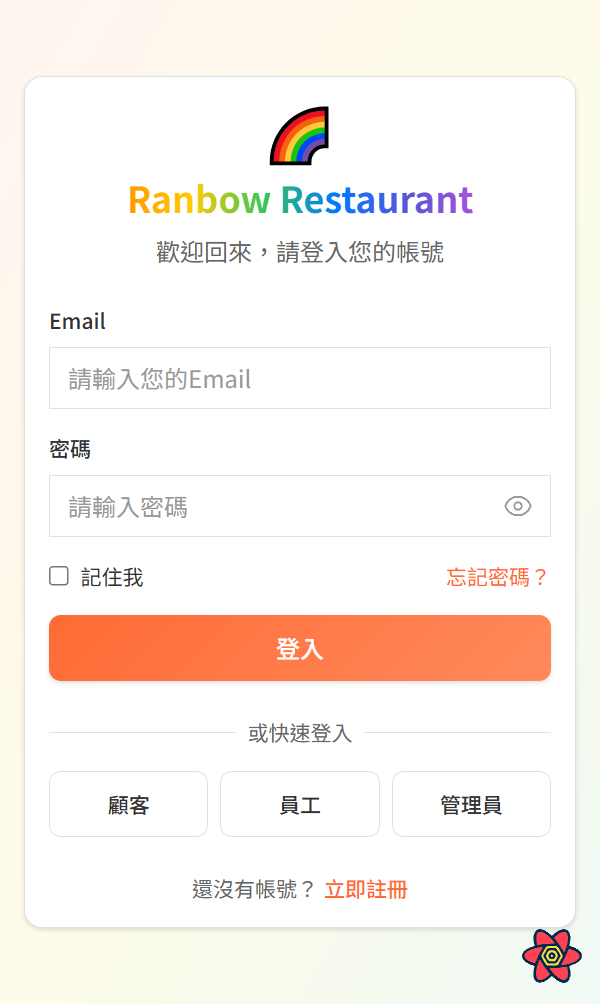 Ranbow Restaurant
歡迎回來，請登入您的帳號
Email
請輸入您的Email
密碼
請輸入密碼
記住我 忘記密碼？
登入
或快速登入
顧客 員工 管理員
還沒有帳號？ 立即註冊